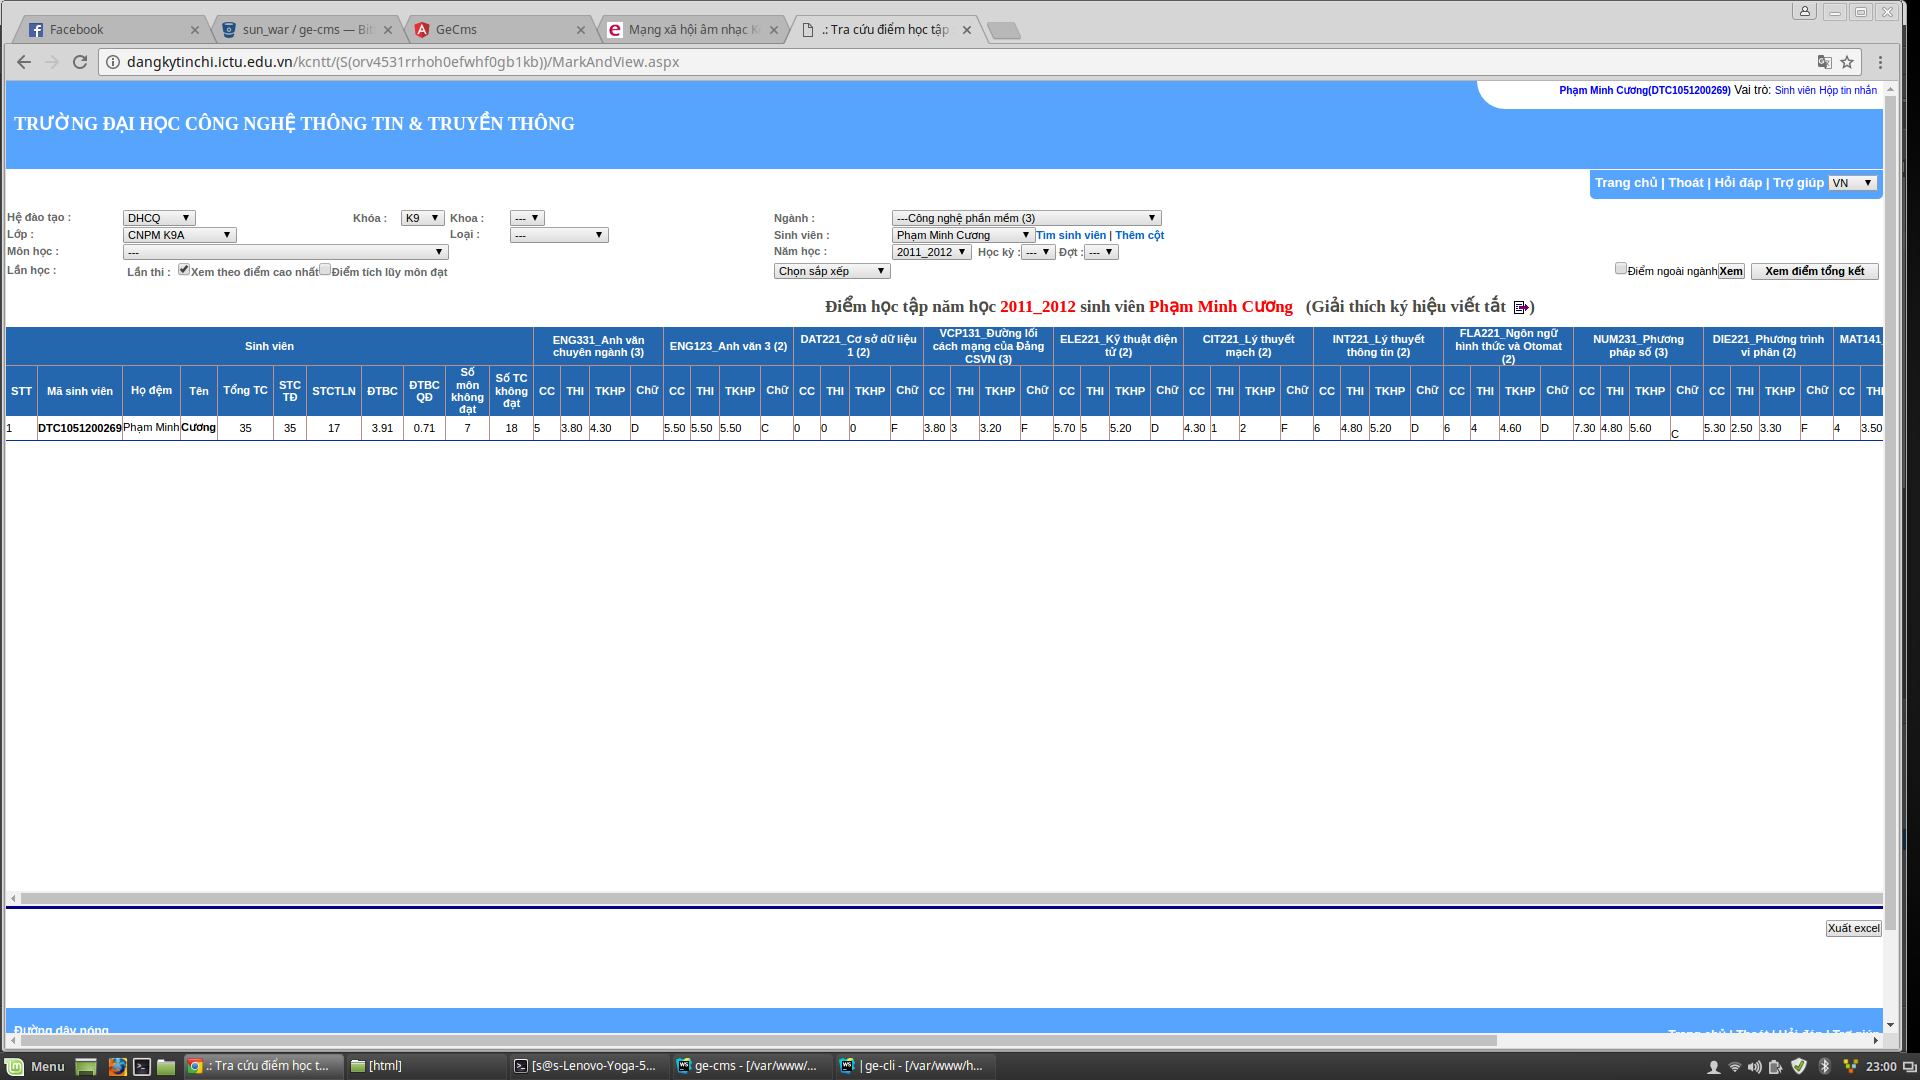 Facebook
sun_war / ge-cms — Bit
GeCms
Mạng xã hội âm nhạc K
.: Tra cứu điểm học tập
dangkytinchi.ictu.edu.vn/kcntt/(S(orv4531rrhoh0efwhf0gb1kb))/MarkAndView.aspx
Phạm Minh Cương(DTC1051200269) Vai trò: Sinh viên Hộp tin nhắn
TRƯỜNG ĐẠI HỌC CÔNG NGHỆ THÔNG TIN & TRUYỀN THÔNG
Trang chủ | Thoát | Hỏi đáp | Trợ giúp VN
Hệ đào tạo : DHCQ Khóa : K9 Khoa : --- Ngành : ---Công nghệ phần mềm (3)
Lớp : CNPM K9A Loại : --- Sinh viên : Phạm Minh Cương Tìm sinh viên | Thêm cột
Môn học : --- Năm học : 2011_2012 Học kỳ : --- Đợt : ---
Lần học : Lần thi : Xem theo điểm cao nhất Điểm tích lũy môn đạt Chọn sắp xếp Điểm ngoài ngành Xem Xem điểm tổng kết
Điểm học tập năm học 2011_2012 sinh viên Phạm Minh Cương (Giải thích ký hiệu viết tắt )
Sinh viên
ENG331_Anh văn chuyên ngành (3)
ENG123_Anh văn 3 (2)
DAT221_Cơ sở dữ liệu 1 (2)
VCP131_Đường lối cách mạng của Đảng CSVN (3)
ELE221_Kỹ thuật điện tử (2)
CIT221_Lý thuyết mạch (2)
INT221_Lý thuyết thông tin (2)
FLA221_Ngôn ngữ hình thức và Otomat (2)
NUM231_Phương pháp số (3)
DIE221_Phương trình vi phân (2)
MAT141_
STT Mã sinh viên Họ đệm Tên Tổng TC STC TĐ STCTLN ĐTBC ĐTBC QĐ Số môn không đạt Số TC không đạt CC THI TKHP Chữ CC THI TKHP Chữ CC THI TKHP Chữ CC THI TKHP Chữ CC THI TKHP Chữ CC THI TKHP Chữ CC THI TKHP Chữ CC THI TKHP Chữ CC THI TKHP Chữ CC THI TKHP Chữ CC THI
1 DTC1051200269 Phạm Minh Cương 35 35 17 3.91 0.71 7 18 5 3.80 4.30 D 5.50 5.50 5.50 C 0 0 0 F 3.80 3 3.20 F 5.70 5 5.20 D 4.30 1 2 F 6 4.80 5.20 D 6 4 4.60 D 7.30 4.80 5.60 C 5.30 2.50 3.30 F 4 3.50
Xuất excel
Đường dây nóng
Trang chủ | Thoát | Hỏi đáp | Trợ giúp
Menu
.: Tra cứu điểm học t...
[html]
[s@s-Lenovo-Yoga-5...
ge-cms - [/var/www/...
|ge-cli - [/var/www/h...
23:00